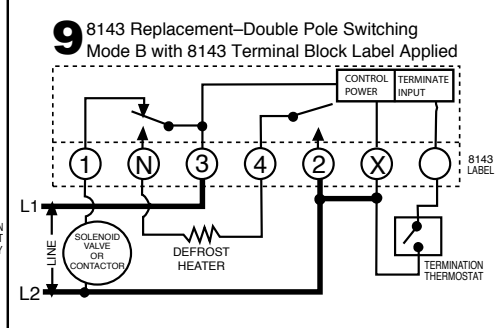 9 8143 Replacement–Double Pole Switching
Mode B with 8143 Terminal Block Label Applied
CONTROL
POWER
TERMINATE
INPUT
1 N 3 4 2 X
8143
LABEL
L1
LINE
SOLENOID
VALVE
OR
CONTACTOR
DEFROST
HEATER
TERMINATION
THERMOSTAT
L2